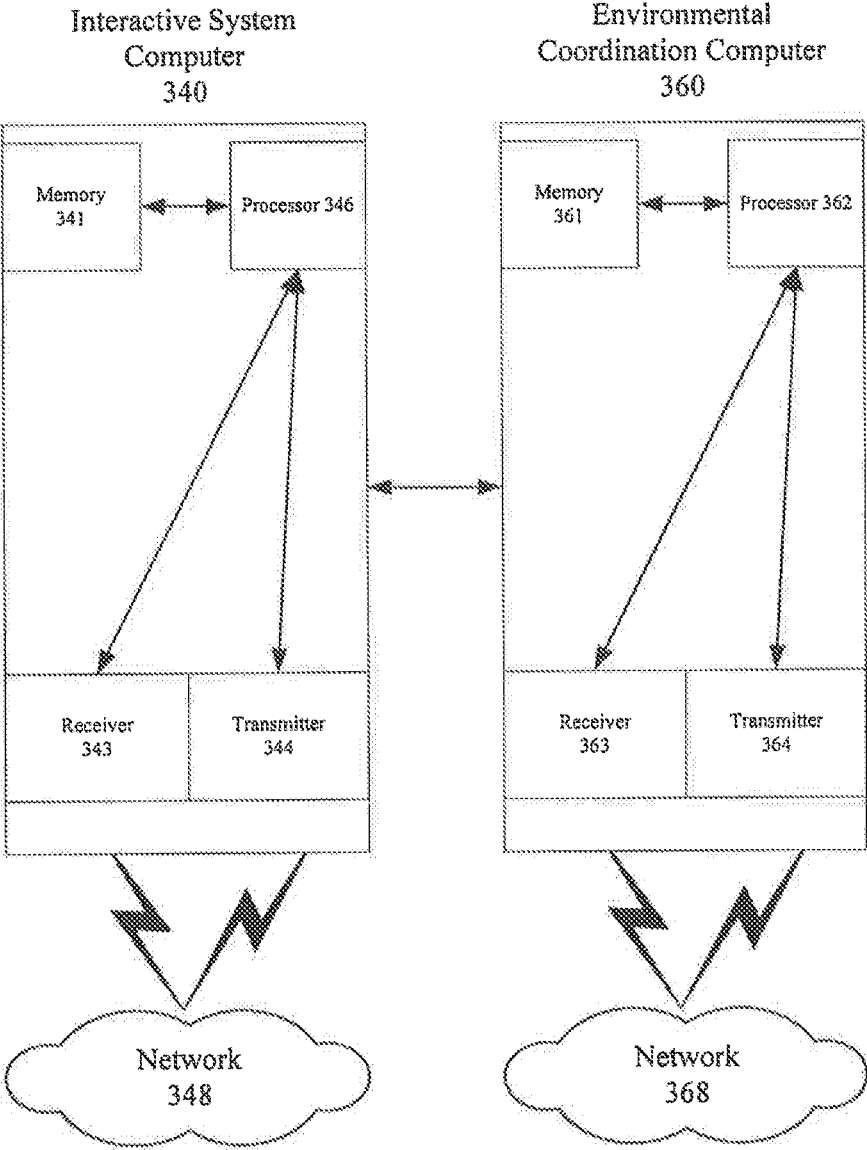 Interactive System
Computer
340
Environmental
Coordination Computer
360
Memory
341
Processor 346
Memory
361
Processor 362
Receiver
343
Transmitter
344
Receiver
363
Transmitter
364
Network
348
Network
368